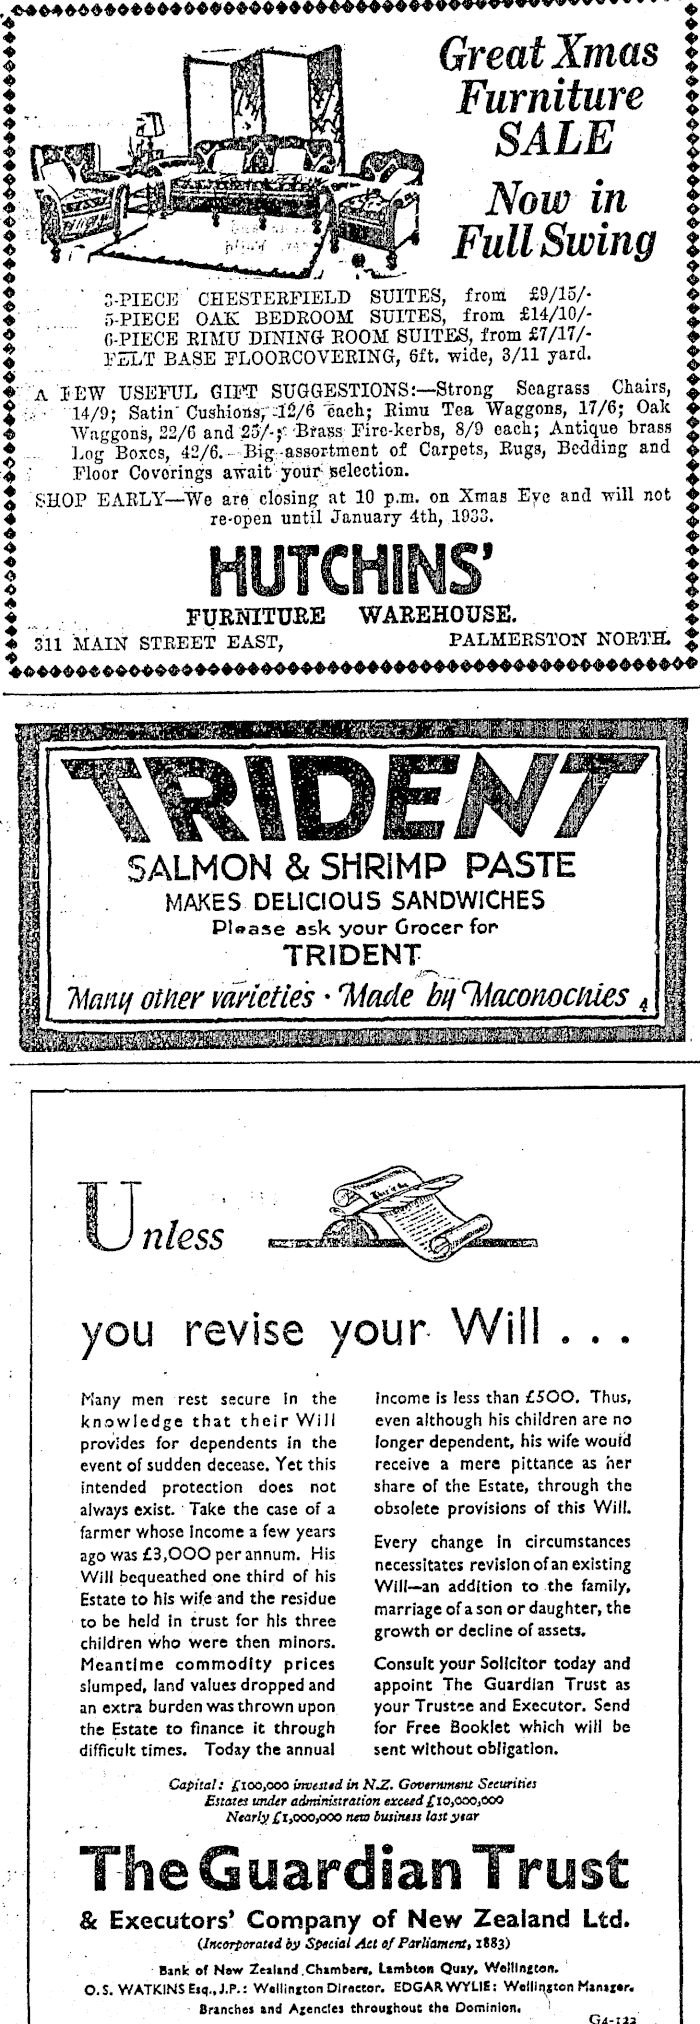 Great Xmas
Furniture
SALE
Now in
Full Swing
3-PIECE CHESTERFIELD SUITES, from £9/15/-
5-PIECE OAK BEDROOM SUITES, from £14/10/-
6-PIECE RIMU DINING ROOM SUITES, from £7/17/-
FELT BASE FLOORCOVERING, 6ft. wide, 3/11 yard.
A FEW USEFUL GIFT SUGGESTIONS:—Strong Seagrass Chairs,
14/9; Satin Cushions, 12/6 each; Rimu Tea Waggons, 17/6; Oak
Waggons, 22/6 and 25/-; Brass Fire-kerbs, 8/9 each; Antique brass
Log Boxes, 42/6. Big assortment of Carpets, Rugs, Bedding and
Floor Coverings await your selection.
SHOP EARLY—We are closing at 10 p.m. on Xmas Eve and will not
re-open until January 4th, 1933.
HUTCHINS'
FURNITURE WAREHOUSE.
311 MAIN STREET EAST, PALMERSTON NORTH.
TRIDENT
SALMON & SHRIMP PASTE
MAKES DELICIOUS SANDWICHES
Please ask your Grocer for
TRIDENT
Many other varieties · Made by Maconochies 4
Unless
you revise your Will . . .
Many men rest secure in the
knowledge that their Will
provides for dependents in the
event of sudden decease. Yet this
intended protection does not
always exist. Take the case of a
farmer whose income a few years
ago was £3,000 per annum. His
Will bequeathed one third of his
Estate to his wife and the residue
to be held in trust for his three
children who were then minors.
Meantime commodity prices
slumped, land values dropped and
an extra burden was thrown upon
the Estate to finance it through
difficult times. Today the annual
income is less than £500. Thus,
even although his children are no
longer dependent, his wife would
receive a mere pittance as her
share of the Estate, through the
obsolete provisions of this Will.
Every change in circumstances
necessitates revision of an existing
Will—an addition to the family,
marriage of a son or daughter, the
growth or decline of assets.
Consult your Solicitor today and
appoint The Guardian Trust as
your Trustee and Executor. Send
for Free Booklet which will be
sent without obligation.
Capital: £100,000 invested in N.Z. Government Securities
Estates under administration exceed £10,000,000
Nearly £1,000,000 new business last year
The Guardian Trust
& Executors' Company of New Zealand Ltd.
(Incorporated by Special Act of Parliament, 1883)
Bank of New Zealand Chambers, Lambton Quay, Wellington.
O. S. WATKINS Esq., J.P.: Wellington Director. EDGAR WYLIE: Wellington Manager.
Branches and Agencies throughout the Dominion.
G4-122